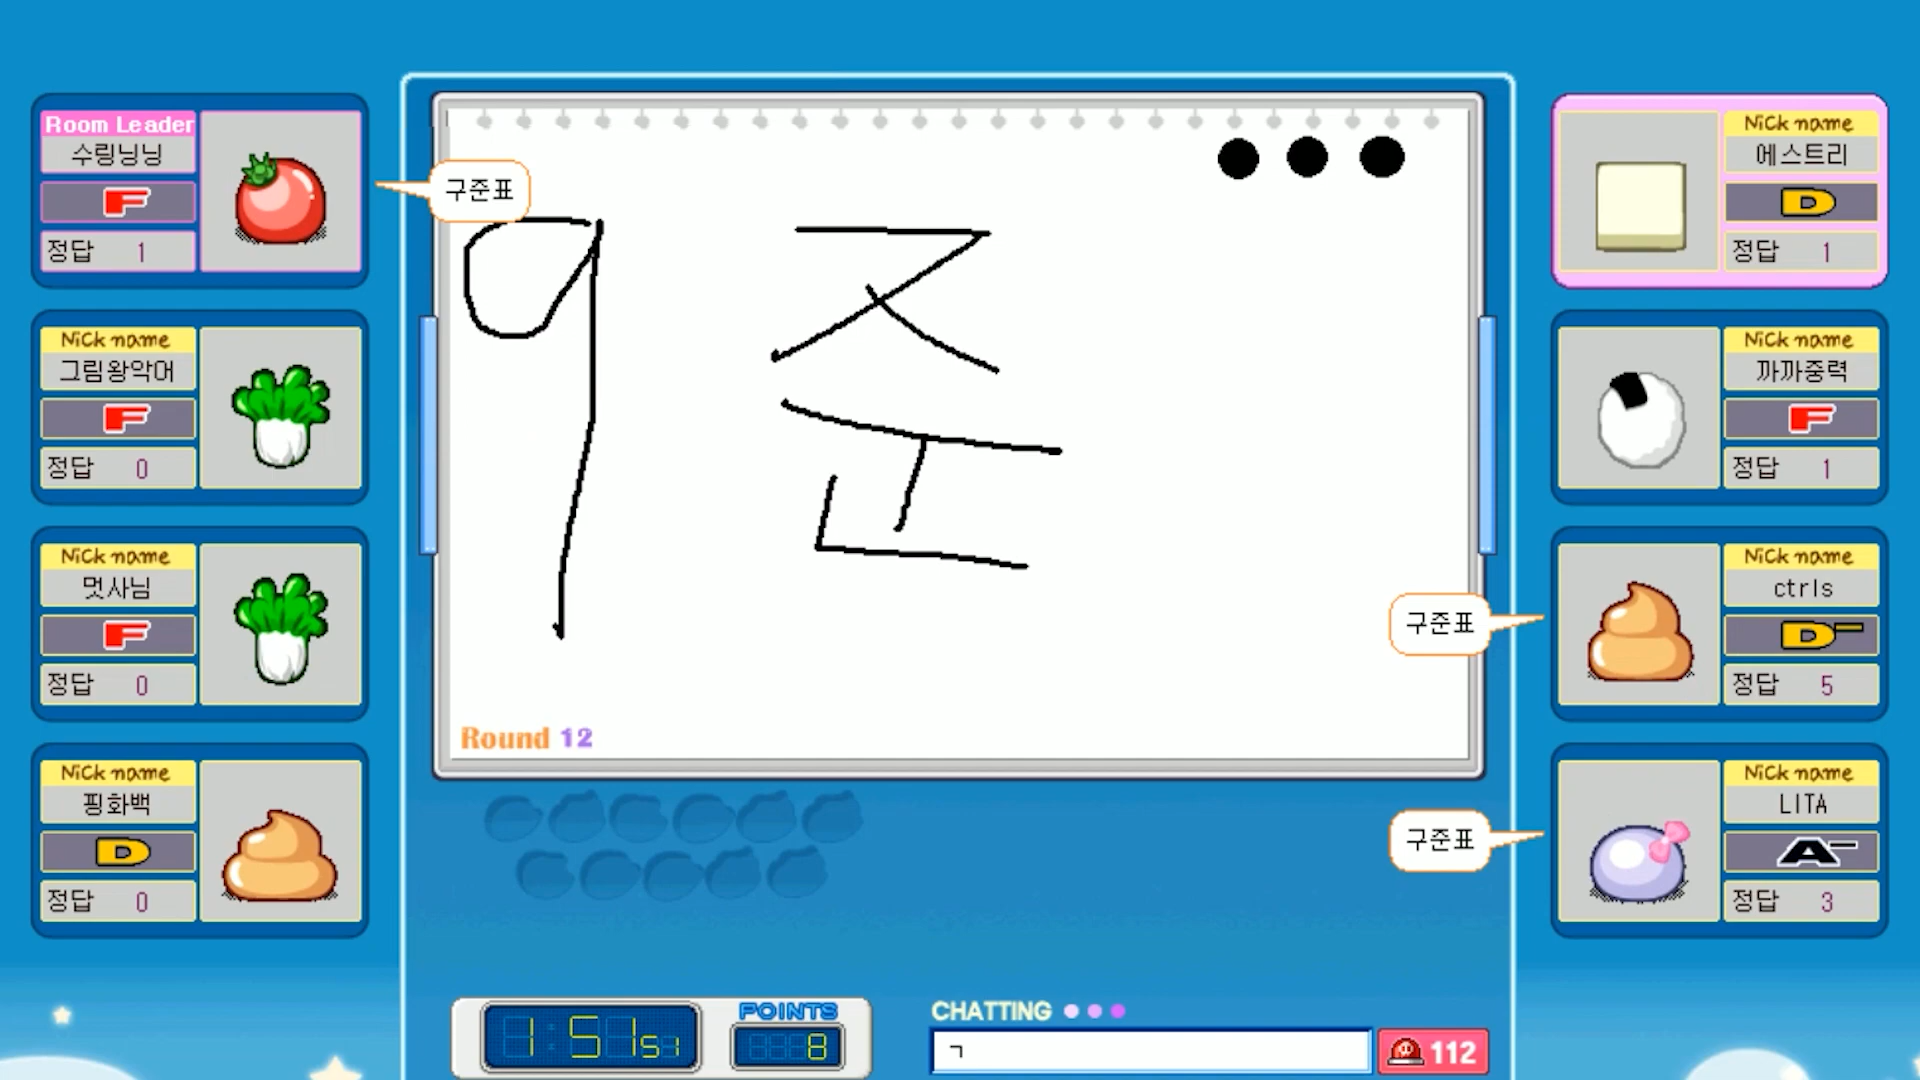 Room Leader
수링닝닝
F
정답 1
구준표
NiCk name
그림왕악어
F
정답 0
NiCk name
멋사님
F
정답 0
NiCk name
핑화백
D
정답 0
9 준
Round 12
NiCk name
에스트리
D
정답 1
NiCk name
까까중력
F
정답 1
구준표
NiCk name
ctrls
D-
정답 5
구준표
NiCk name
LITA
A-
정답 3
1:51
POINTS
8
CHATTING
ㄱ
112